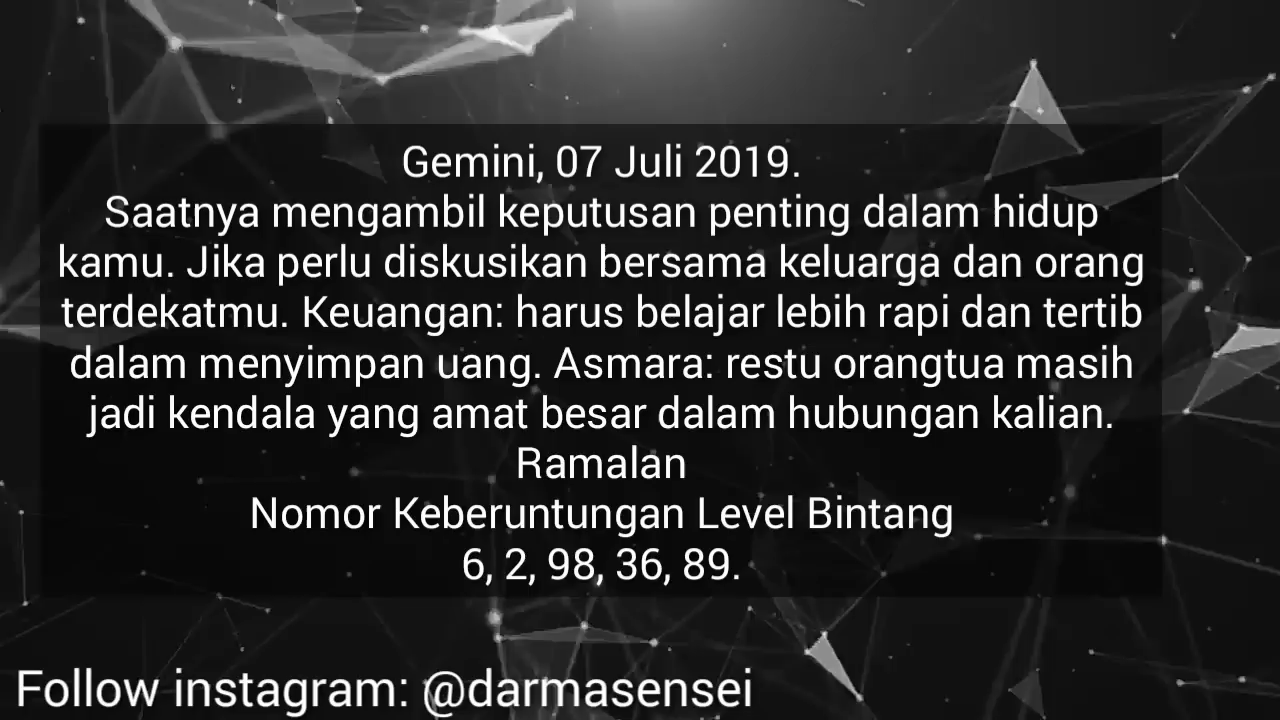 Gemini, 07 Juli 2019.
Saatnya mengambil keputusan penting dalam hidup
kamu. Jika perlu diskusikan bersama keluarga dan orang
terdekatmu. Keuangan: harus belajar lebih rapi dan tertib
dalam menyimpan uang. Asmara: restu orangtua masih
jadi kendala yang amat besar dalam hubungan kalian.
Ramalan
Nomor Keberuntungan Level Bintang
6, 2, 98, 36, 89.
Follow instagram: @darmasensei